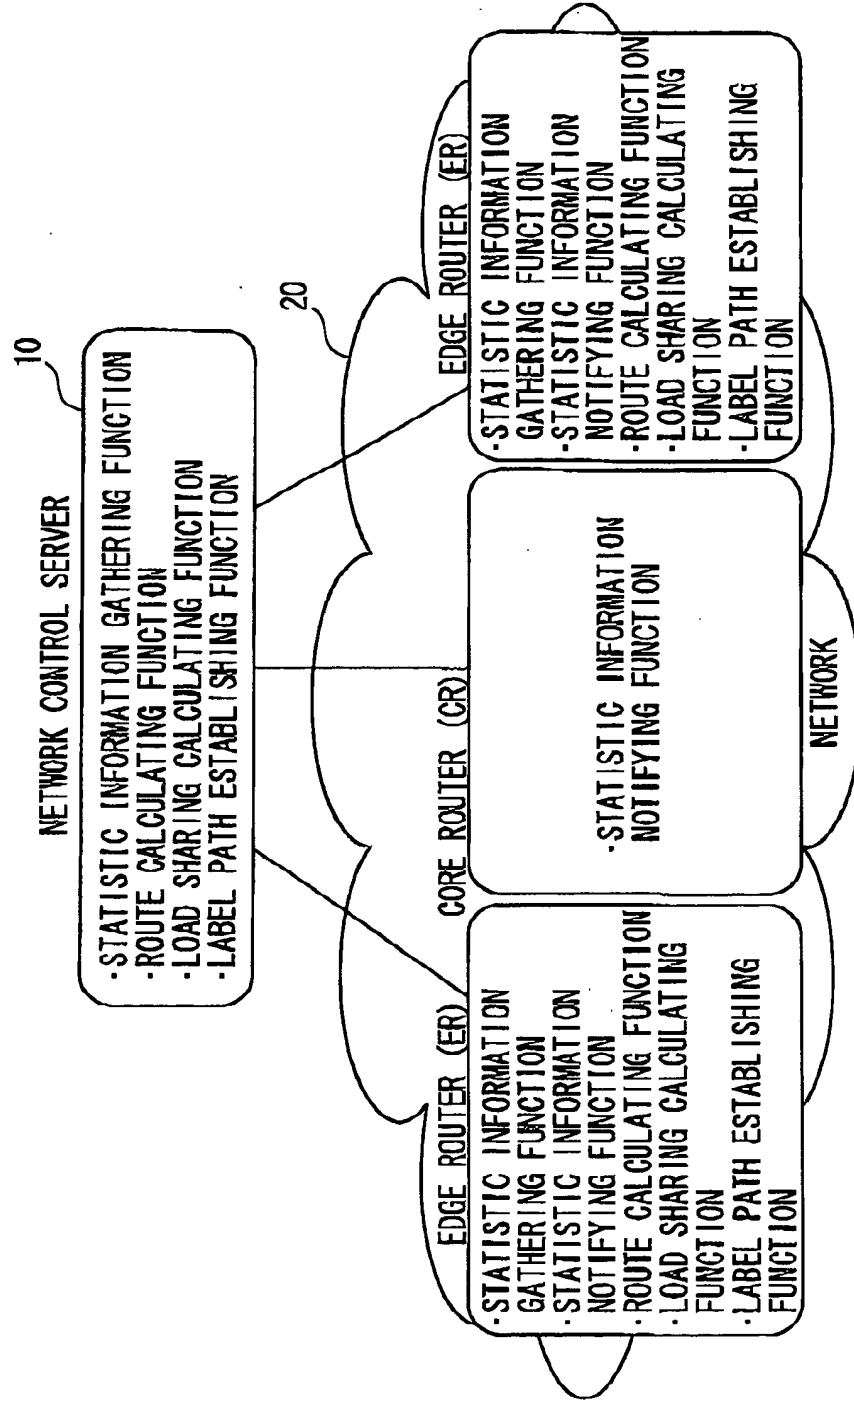 NETWORK CONTROL SERVER
10
·STATISTIC INFORMATION GATHERING FUNCTION
·ROUTE CALCULATING FUNCTION
·LOAD SHARING CALCULATING FUNCTION
·LABEL PATH ESTABLISHING FUNCTION
20
EDGE ROUTER (ER)
·STATISTIC INFORMATION
GATHERING FUNCTION
·STATISTIC INFORMATION
NOTIFYING FUNCTION
·ROUTE CALCULATING FUNCTION
·LOAD SHARING CALCULATING
FUNCTION
·LABEL PATH ESTABLISHING
FUNCTION
CORE ROUTER (CR)
·STATISTIC INFORMATION
NOTIFYING FUNCTION
EDGE ROUTER (ER)
·STATISTIC INFORMATION
GATHERING FUNCTION
·STATISTIC INFORMATION
NOTIFYING FUNCTION
·ROUTE CALCULATING FUNCTION
·LOAD SHARING CALCULATING
FUNCTION
·LABEL PATH ESTABLISHING
FUNCTION
NETWORK